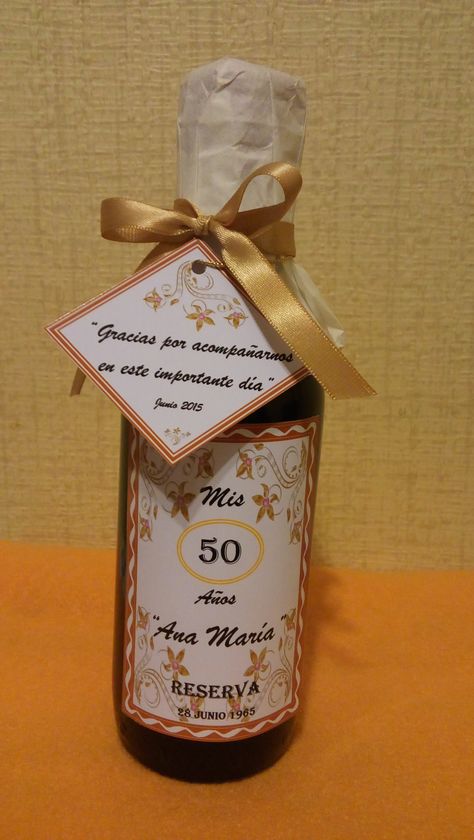 "Gracias por acompañarnos
en este importante día"
Junio 2015
Mis
50
Años
"Ana María"
RESERVA
28 JUNIO 1965